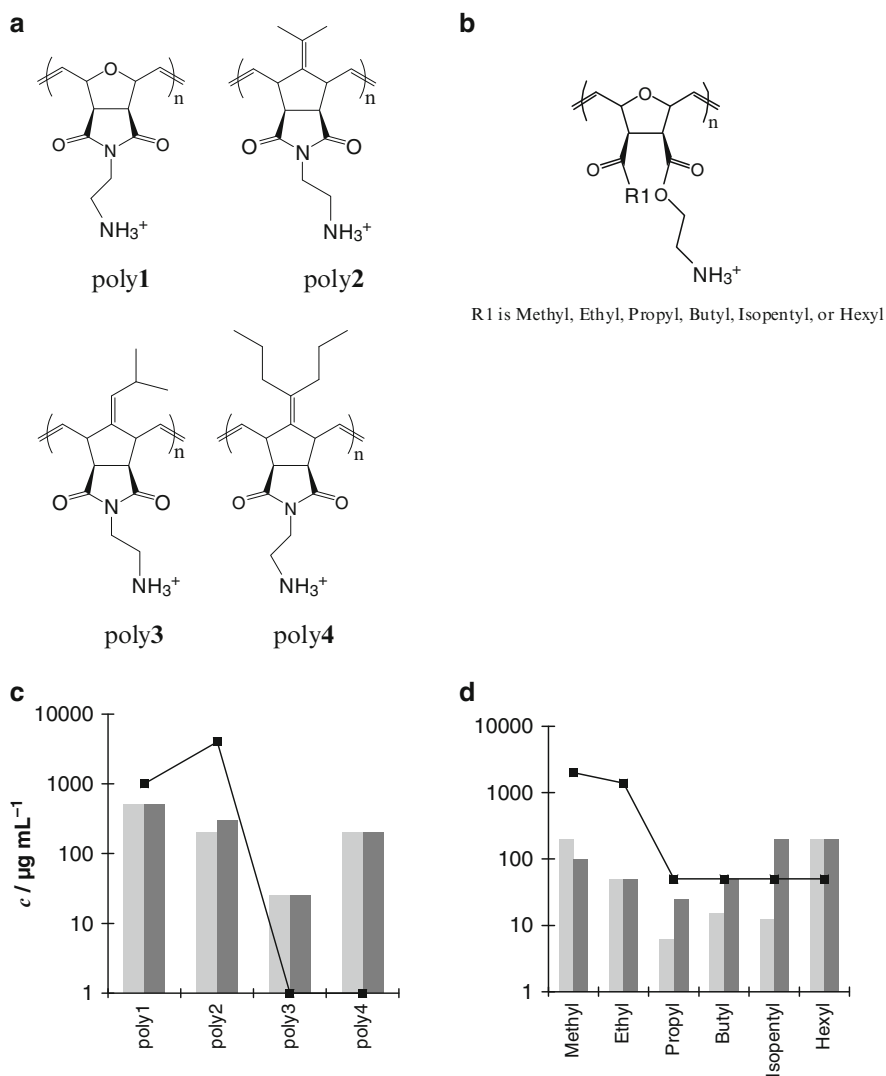 a
b
O
n
O
N
O
NH3+
poly1
n
O
N
O
NH3+
poly2
O
n
O
O
R1
O
NH3+
R1 is Methyl, Ethyl, Propyl, Butyl, Isopentyl, or Hexyl
n
O
N
O
NH3+
poly3
n
O
N
O
NH3+
poly4
c
10000
1000
100
10
1
c / µg mL−1
poly1
poly2
poly3
poly4
d
10000
1000
100
10
1
Methyl
Ethyl
Propyl
Butyl
Isopentyl
Hexyl